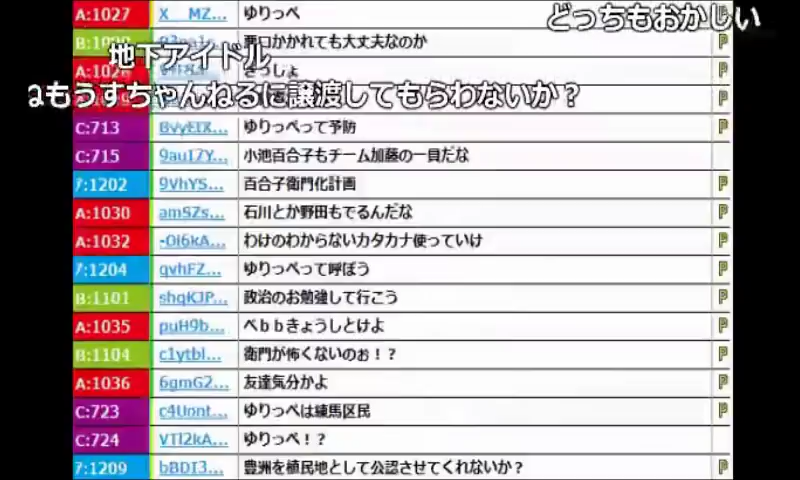 A:1027 X__MZ... ゆりっぺ
どっちもおかしい
悪口かかれても大丈夫なのか P
地下アイドル
P
もうすちゃんねるに譲渡してもらわないか?
C:713 ゆりっぺって予防 P
C:715 9au17Y... 小池百合子もチーム加藤の一員だな
ｱ:1202 9VhYS... 百合子衛門化計画 P
A:1030 amSZs... 石川とか野田もでるんだな P
A:1032 -Oi6kA... わけのわからないカタカナ使っていけ P
ｱ:1204 qvhFZ... ゆりっぺって呼ぼう P
B:1101 shqKJP... 政治のお勉強して行こう P
A:1035 puH9b... ぺｂｂきょうしとけよ P
B:1104 c1ytbl... 衛門が怖くないのぉ！？ P
A:1036 6gmG2... 友達気分かよ P
C:723 c4Uont... ゆりっぺは練馬区民 P
C:724 VTl2kA... ゆりっぺ！？
ｱ:1209 bBDI3... 豊洲を植民地として公認させてくれないか？ P